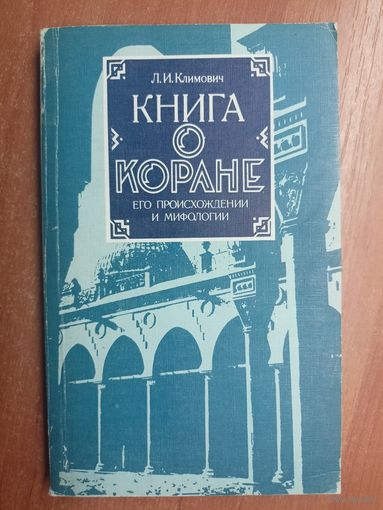 Л. И. Климович
КНИГА
О
КОРАНЕ
ЕГО ПРОИСХОЖДЕНИИ
И МИФОЛОГИИ